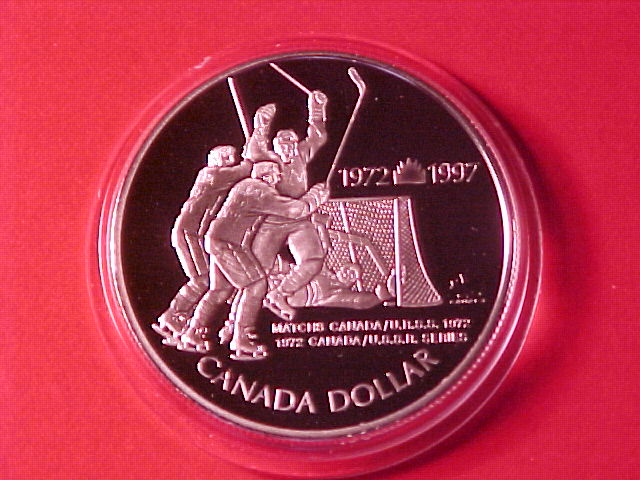 1972 1997
MATCHS CANADA/U.R.S.S. 1972
1972 CANADA/U.S.S.R. SERIES
CANADA DOLLAR